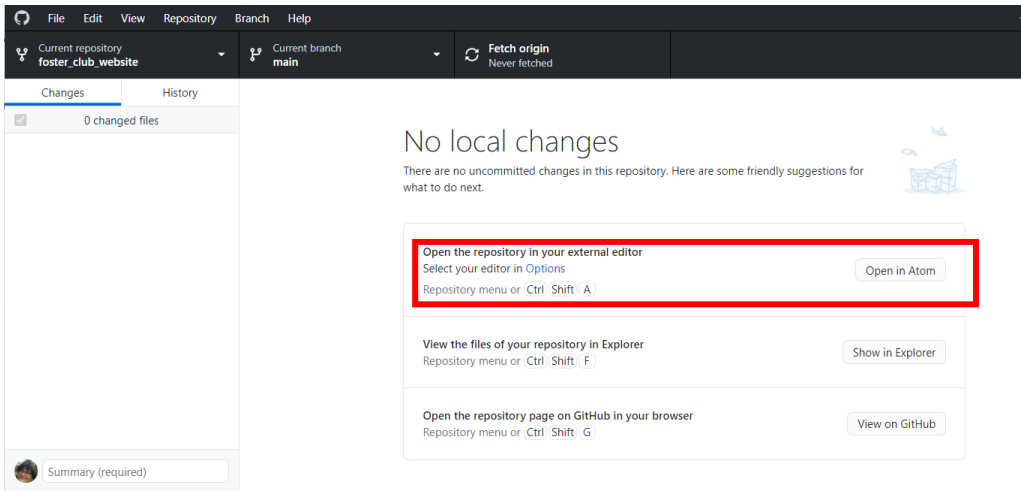 File Edit View Repository Branch Help
Current repository
foster_club_website
Current branch
main
Fetch origin
Never fetched
Changes History
0 changed files
No local changes
There are no uncommitted changes in this repository. Here are some friendly suggestions for
what to do next.
Open the repository in your external editor
Select your editor in Options
Repository menu or Ctrl Shift A
Open in Atom
View the files of your repository in Explorer
Repository menu or Ctrl Shift F
Show in Explorer
Open the repository page on GitHub in your browser
Repository menu or Ctrl Shift G
View on GitHub
Summary (required)